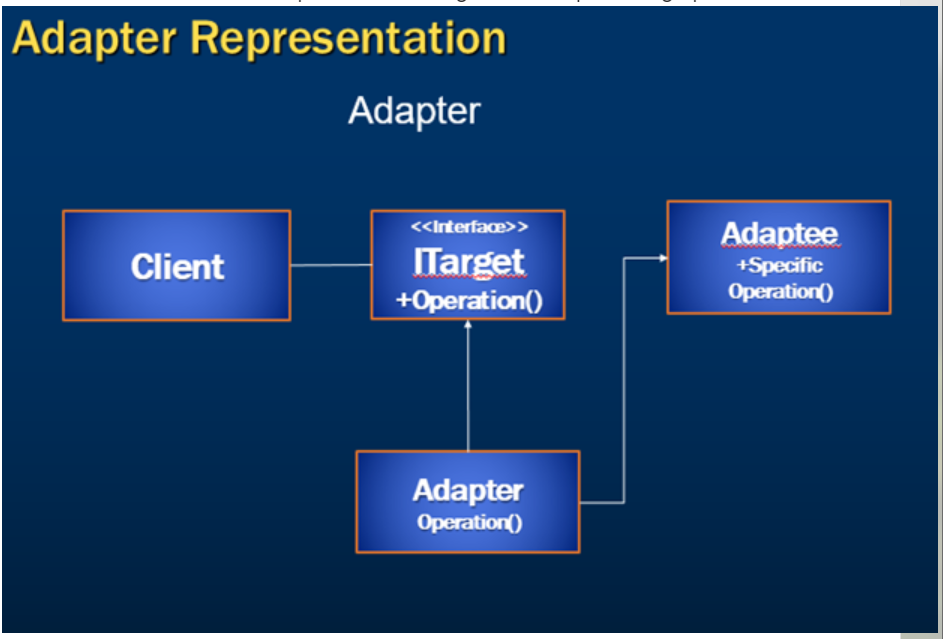 Adapter Representation
Adapter
Client
<<Interface>>
ITarget
+Operation()
Adaptee
+Specific
Operation()
Adapter
Operation()